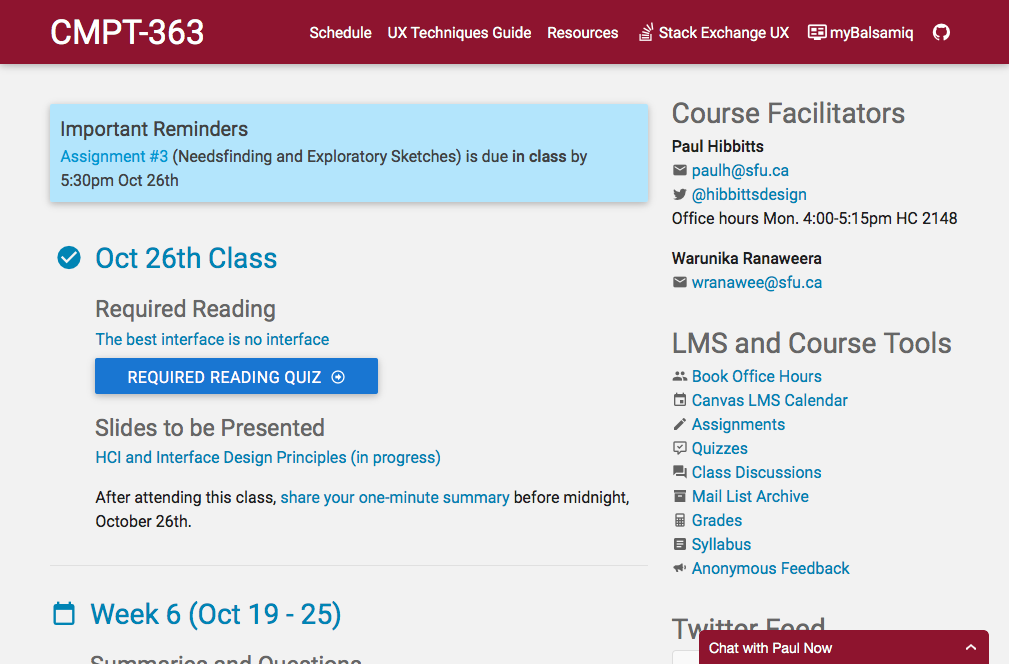 CMPT-363
Schedule
UX Techniques Guide
Resources
Stack Exchange UX
myBalsamiq
Important Reminders
Assignment #3 (Needsfinding and Exploratory Sketches) is due in class by
5:30pm Oct 26th
Oct 26th Class
Required Reading
The best interface is no interface
REQUIRED READING QUIZ
Slides to be Presented
HCI and Interface Design Principles (in progress)
After attending this class, share your one-minute summary before midnight,
October 26th.
Week 6 (Oct 19 - 25)
Summaries and Questions
Course Facilitators
Paul Hibbitts
paulh@sfu.ca
@hibbittsdesign
Office hours Mon. 4:00-5:15pm HC 2148
Warunika Ranaweera
wranawee@sfu.ca
LMS and Course Tools
Book Office Hours
Canvas LMS Calendar
Assignments
Quizzes
Class Discussions
Mail List Archive
Grades
Syllabus
Anonymous Feedback
Twitter Feed
Chat with Paul Now